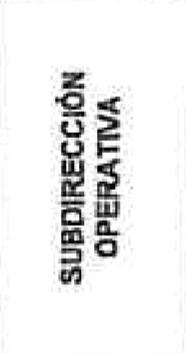 SUBDIRECCIÓN
OPERATIVA